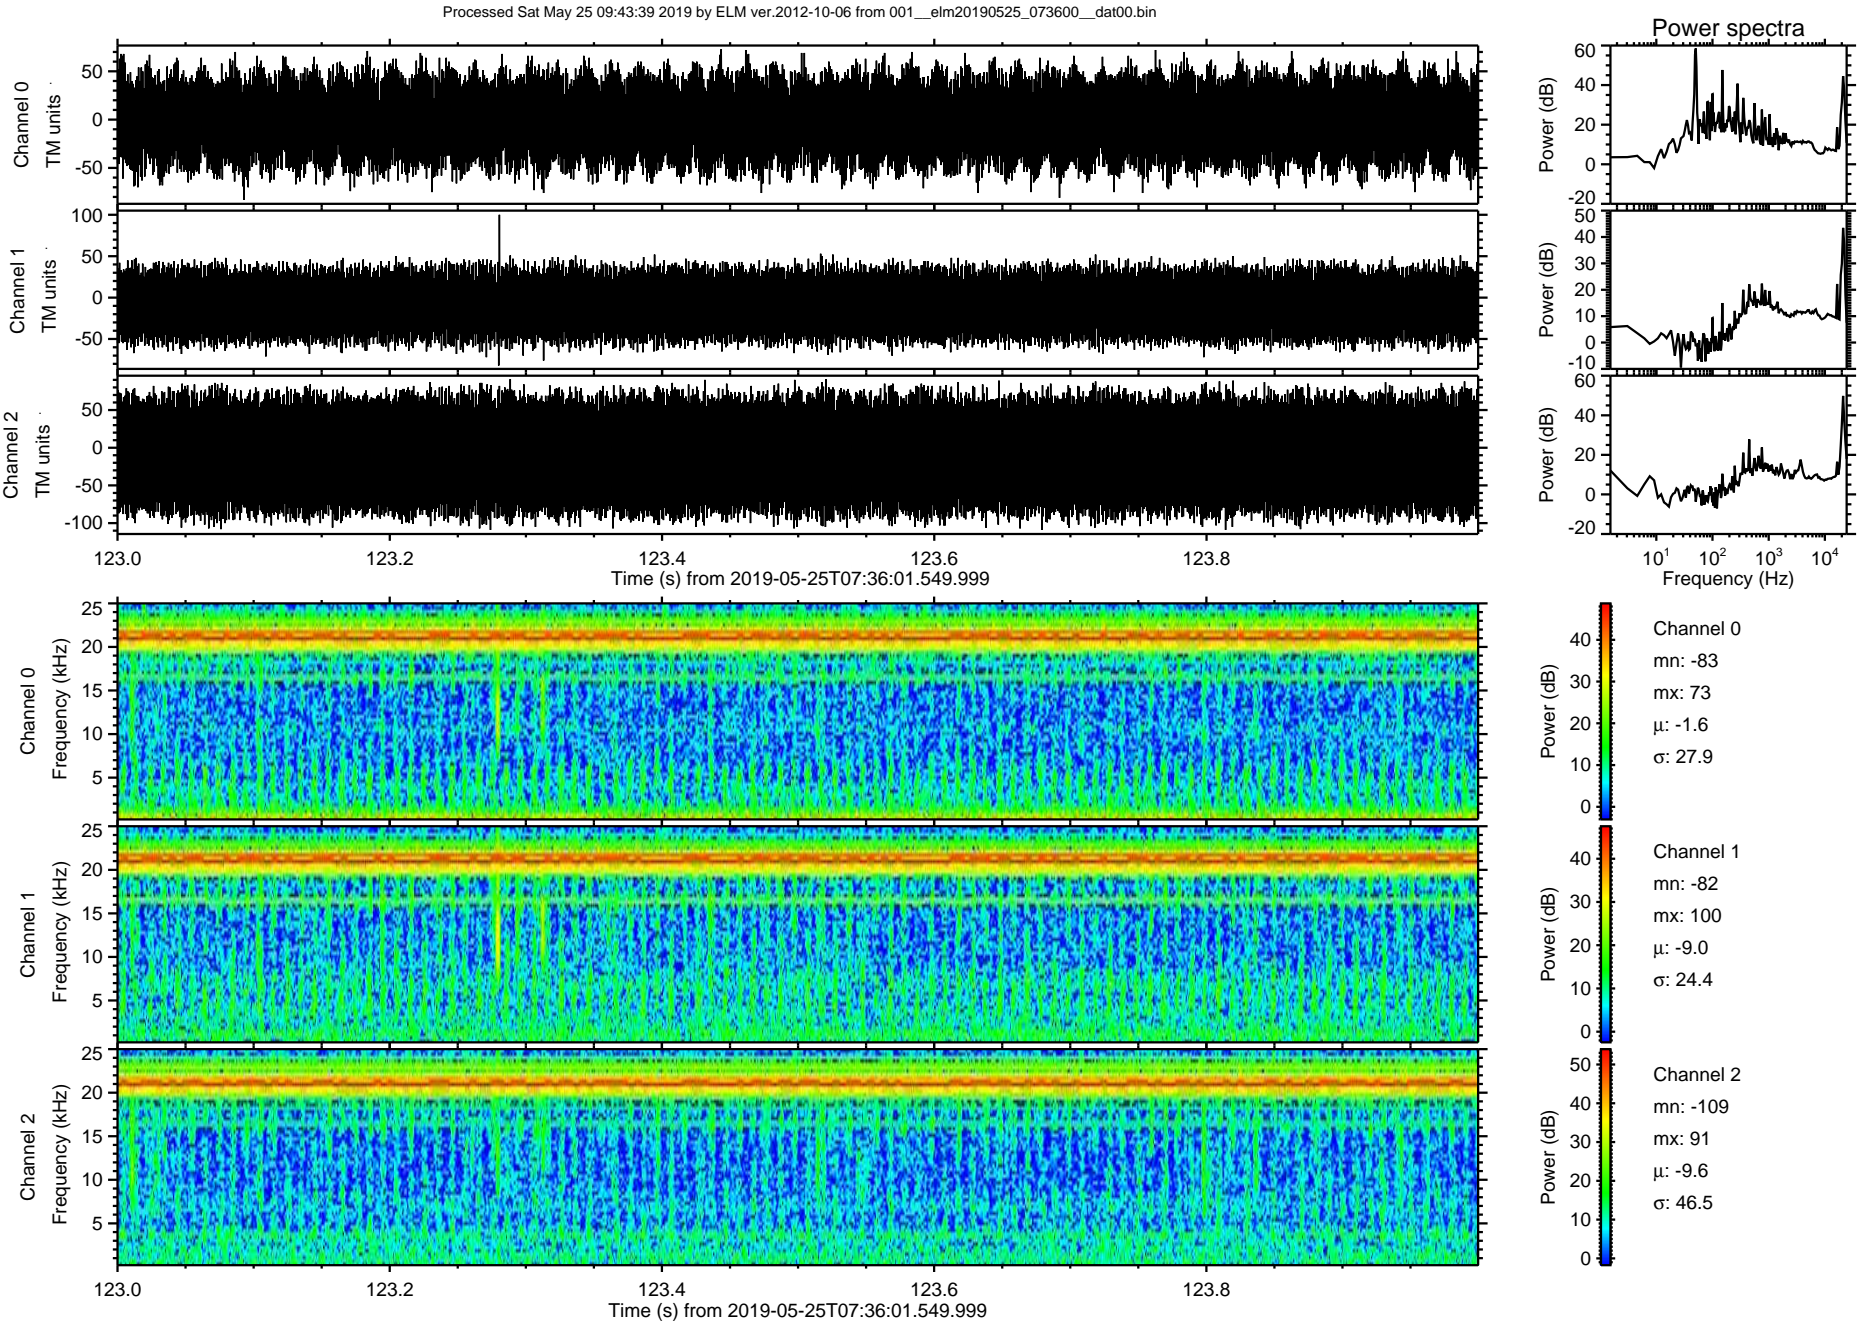 Processed Sat May 25 09:43:39 2019 by ELM ver.2012-10-06 from 001__elm20190525_073600__dat00.bin
Power spectra
Channel 0
TM units
50
0
-50
Power (dB)
60
40
20
0
-20
Channel 1
TM units
100
50
0
-50
Power (dB)
50
40
30
20
10
0
-10
Channel 2
TM units
50
0
-50
-100
Power (dB)
60
40
20
0
-20
123.0 123.2 123.4 123.6 123.8
Time (s) from 2019-05-25T07:36:01.549.999
10^1 10^2 10^3 10^4
Frequency (Hz)
Channel 0
Frequency (kHz)
25
20
15
10
5
Power (dB)
40
30
20
10
0
Channel 0
mn: -83
mx: 73
μ: -1.6
σ: 27.9
Channel 1
Frequency (kHz)
25
20
15
10
5
Power (dB)
40
30
20
10
0
Channel 1
mn: -82
mx: 100
μ: -9.0
σ: 24.4
Channel 2
Frequency (kHz)
25
20
15
10
5
Power (dB)
50
40
30
20
10
0
Channel 2
mn: -109
mx: 91
μ: -9.6
σ: 46.5
123.0 123.2 123.4 123.6 123.8
Time (s) from 2019-05-25T07:36:01.549.999